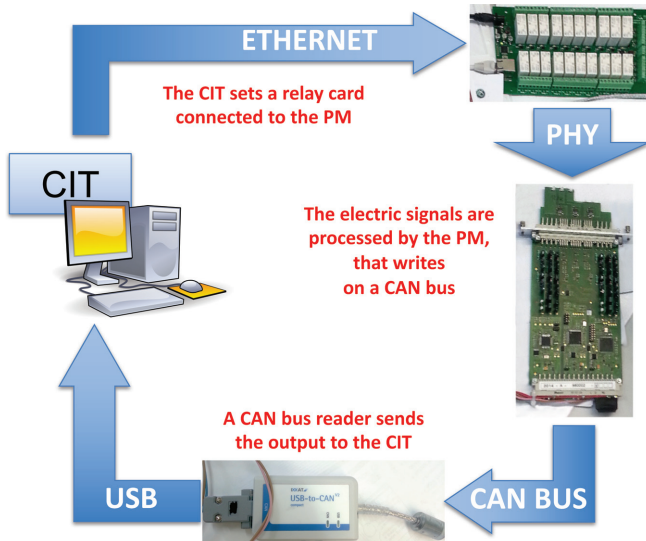 ETHERNET
The CIT sets a relay card
connected to the PM
PHY
CIT
The electric signals are
processed by the PM,
that writes
on a CAN bus
A CAN bus reader sends
the output to the CIT
USB-to-CAN
USB
CAN BUS